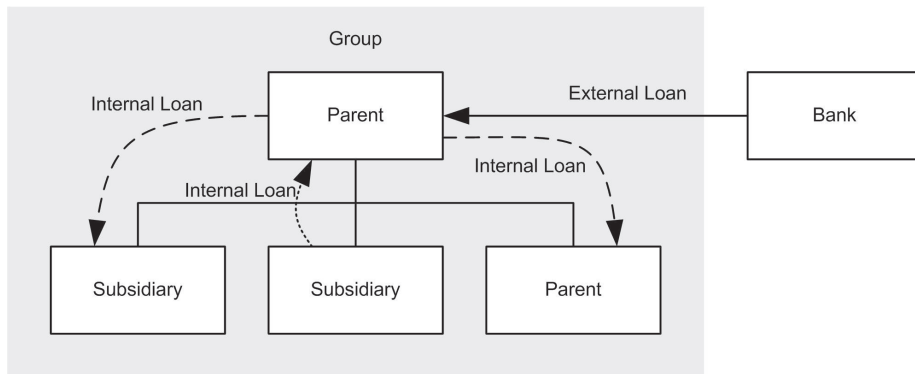 Group
External Loan
Internal Loan
Parent
Bank
Internal Loan
Internal Loan
Subsidiary
Subsidiary
Parent